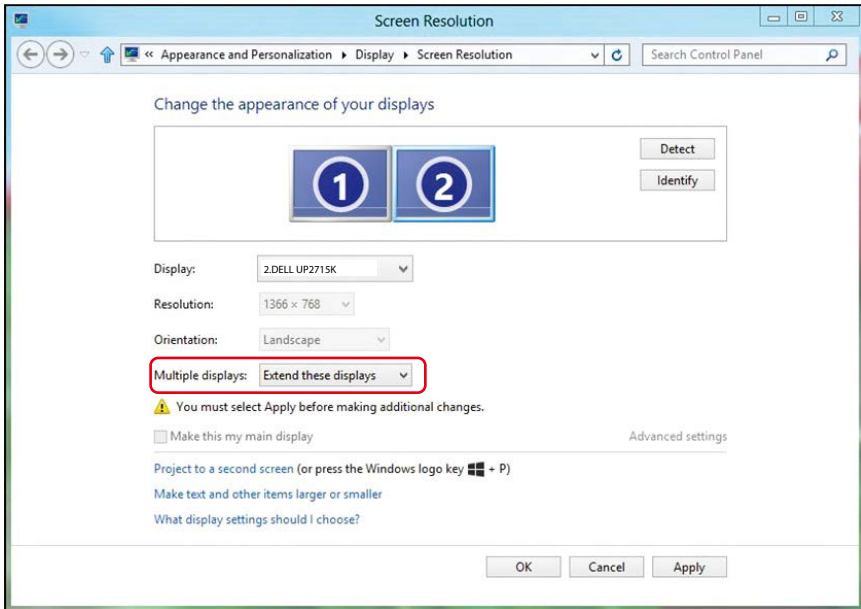 Screen Resolution
« Appearance and Personalization ▸ Display ▸ Screen Resolution
Search Control Panel
Change the appearance of your displays
1 2
Detect
Identify
Display: 2.DELL UP2715K
Resolution: 1366 × 768
Orientation: Landscape
Multiple displays: Extend these displays
You must select Apply before making additional changes.
Make this my main display Advanced settings
Project to a second screen (or press the Windows logo key + P)
Make text and other items larger or smaller
What display settings should I choose?
OK Cancel Apply